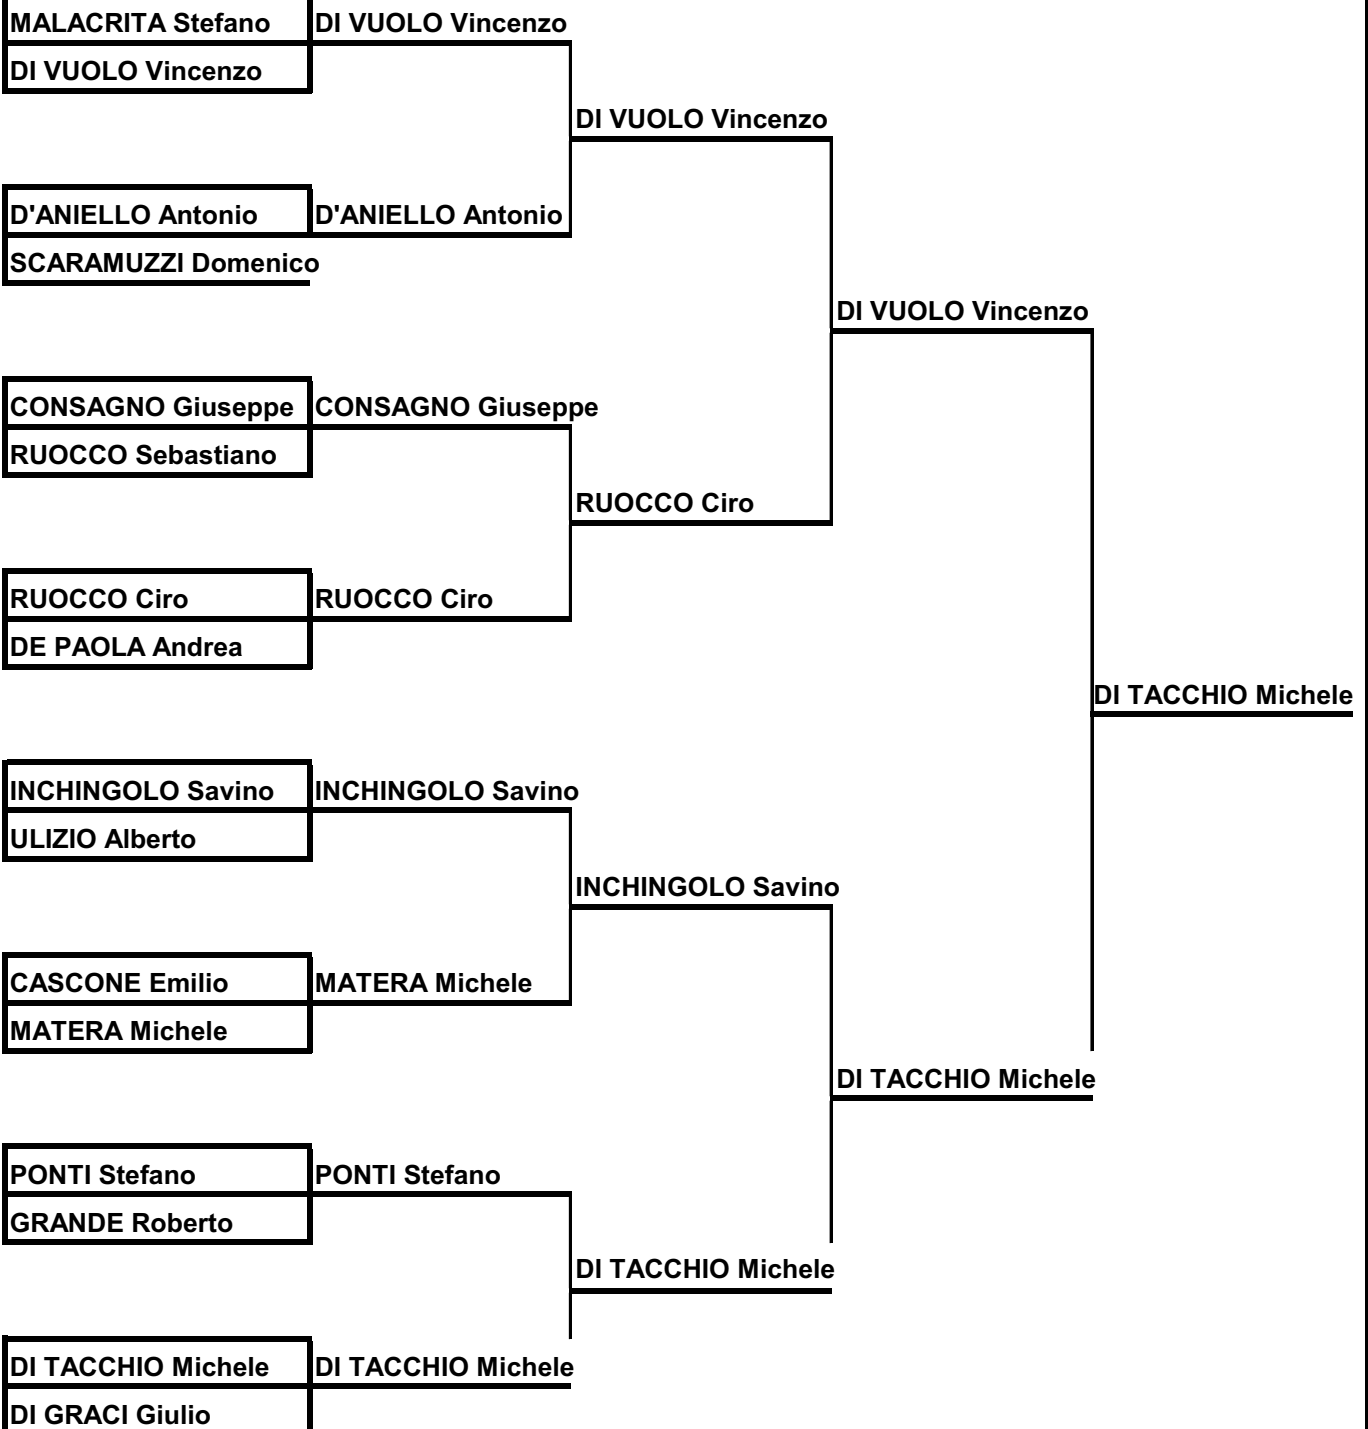 MALACRITA Stefano DI VUOLO Vincenzo
DI VUOLO Vincenzo
DI VUOLO Vincenzo
D'ANIELLO Antonio D'ANIELLO Antonio
SCARAMUZZI Domenico
DI VUOLO Vincenzo
CONSAGNO Giuseppe CONSAGNO Giuseppe
RUOCCO Sebastiano
RUOCCO Ciro
RUOCCO Ciro RUOCCO Ciro
DE PAOLA Andrea
DI TACCHIO Michele
INCHINGOLO Savino INCHINGOLO Savino
ULIZIO Alberto
INCHINGOLO Savino
CASCONE Emilio MATERA Michele
MATERA Michele
DI TACCHIO Michele
PONTI Stefano PONTI Stefano
GRANDE Roberto
DI TACCHIO Michele
DI TACCHIO Michele DI TACCHIO Michele
DI GRACI Giulio